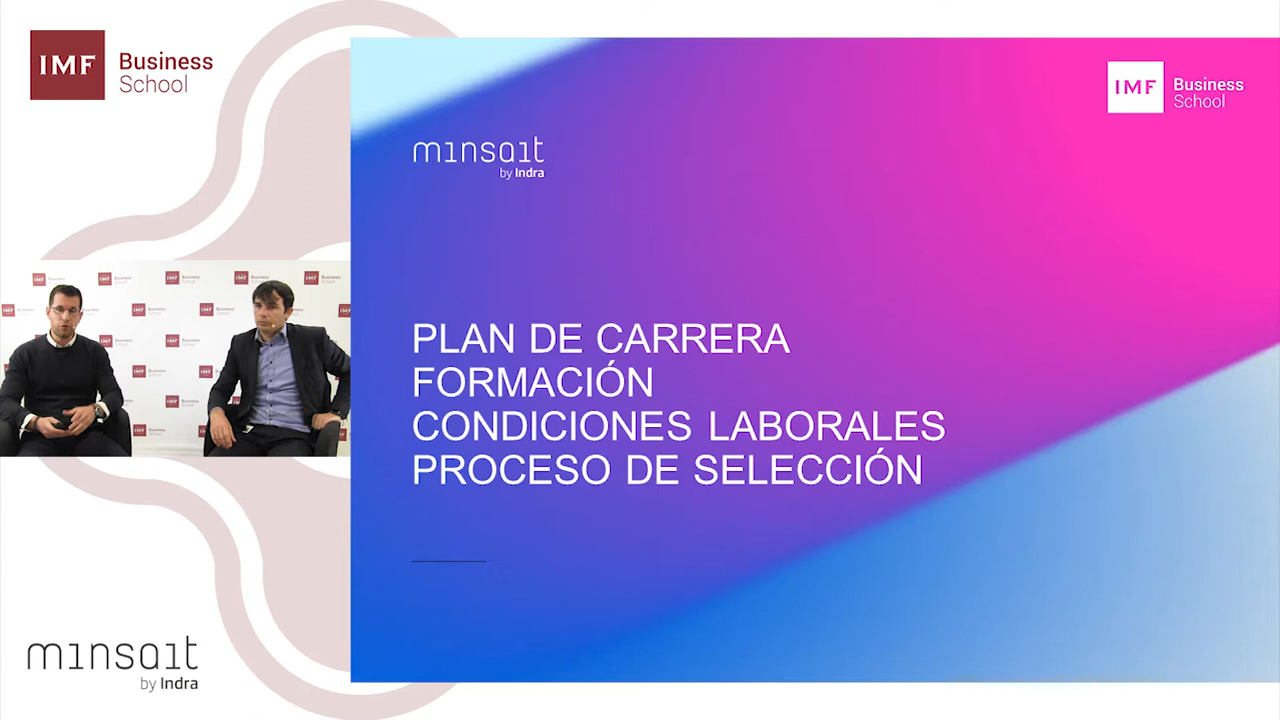 IMF Business
School
IMF Business
School
minsait
by Indra
PLAN DE CARRERA
FORMACIÓN
CONDICIONES LABORALES
PROCESO DE SELECCIÓN
minsait
by Indra